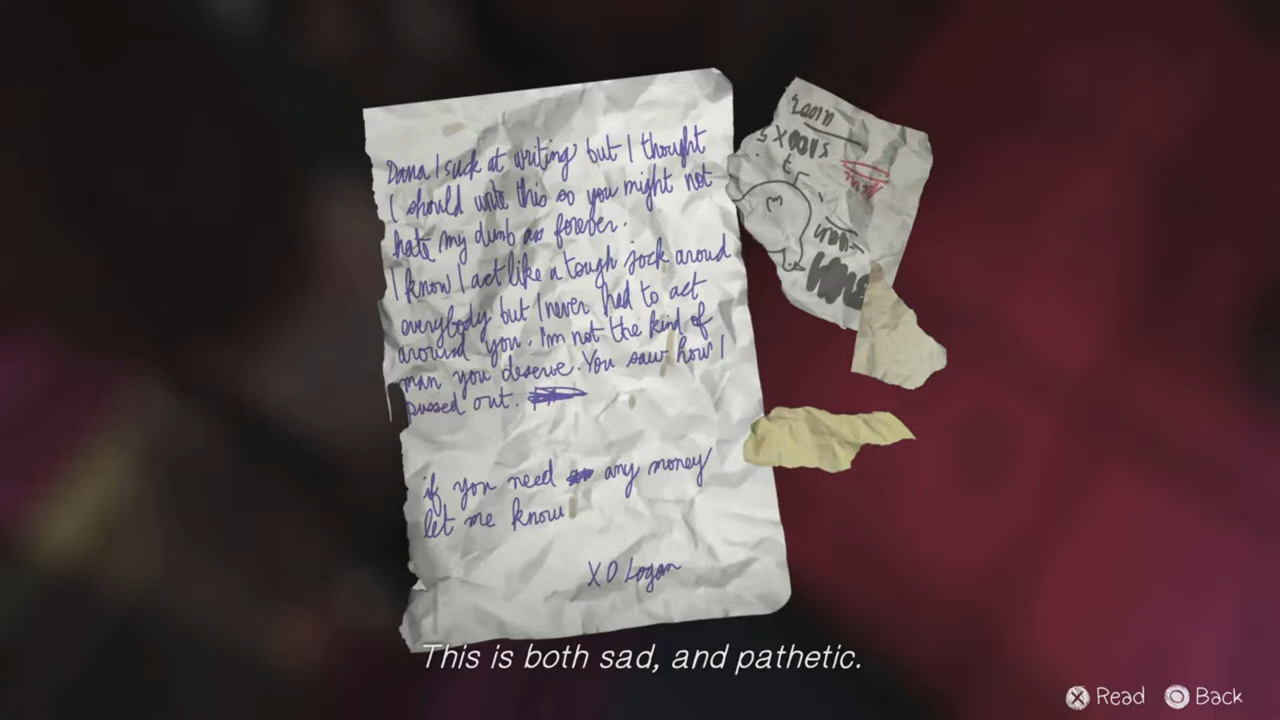 Dana I suck at writing but I thought
I should write this so you might not
hate my dumb ass forever.
I know I act like a tough jock aroud
everybody but I never had to act
around you. I'm not the kind of
man you deserve. You saw how I
pussed out.
if you need any money
let me know
XO Logan
This is both sad, and pathetic.
Read Back